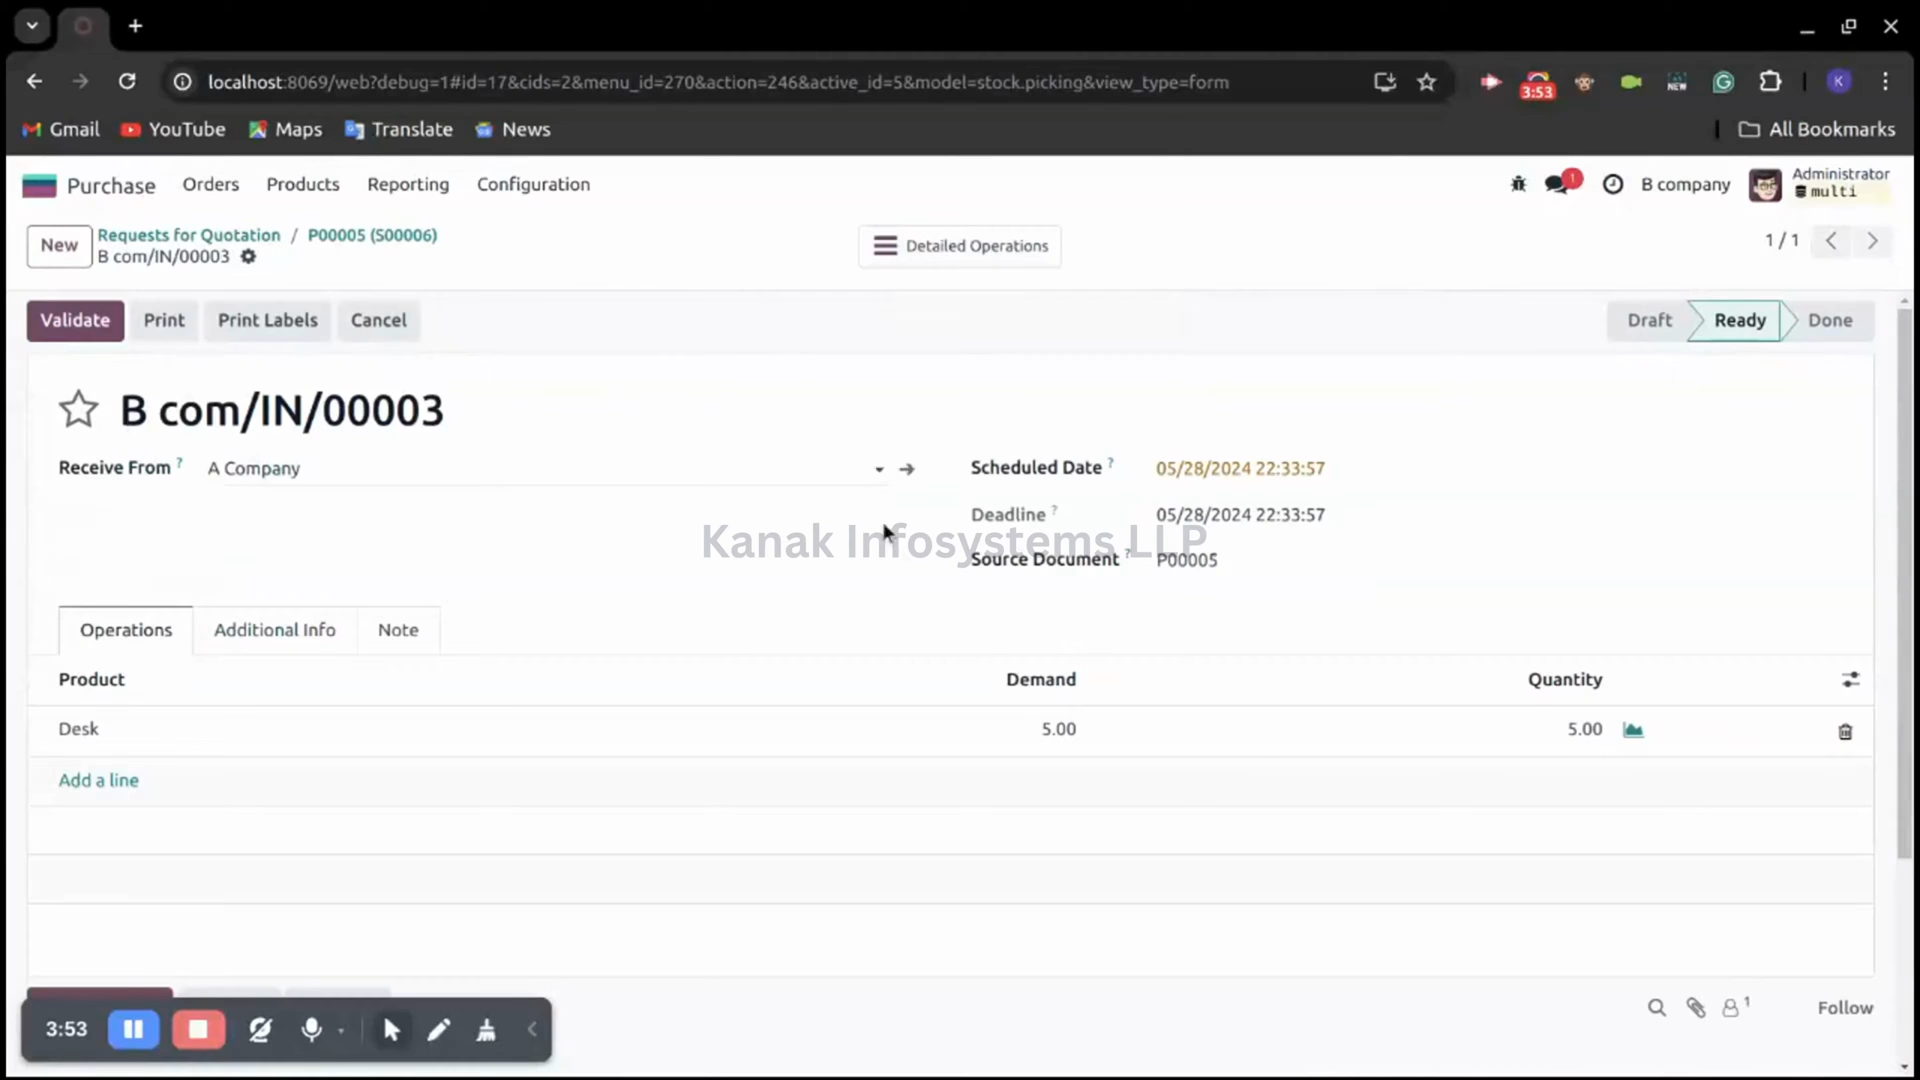 localhost:8069/web?debug=1#id=17&cids=2&menu_id=270&action=246&active_id=5&model=stock.picking&view_type=form
3:53
NEW
K
Gmail YouTube Maps Translate News All Bookmarks
Purchase Orders Products Reporting Configuration
1 B company Administrator
multi
New Requests for Quotation / P00005 (S00006)
B com/IN/00003
Detailed Operations
1 / 1
Validate Print Print Labels Cancel Draft Ready Done
B com/IN/00003
Receive From ? A Company Scheduled Date ? 05/28/2024 22:33:57
Deadline ? 05/28/2024 22:33:57
Kanak Infosystems LLP
Source Document ? P00005
Operations Additional Info Note
Product Demand Quantity
Desk 5.00 5.00
Add a line
1 Follow
3:53